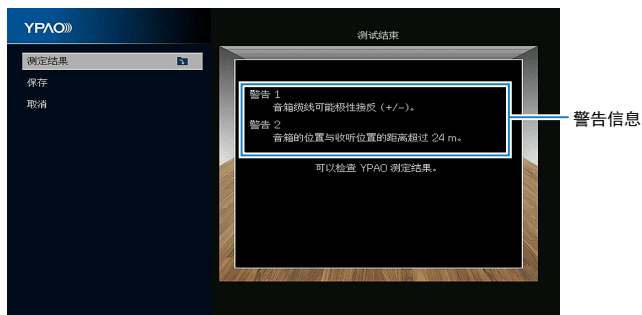 YPAO
测试结束
测定结果
保存
取消
警告 1
音箱缆线可能极性接反 (+/-)。
警告 2
音箱的位置与收听位置的距离超过 24 m。
可以检查 YPAO 测定结果。
警告信息